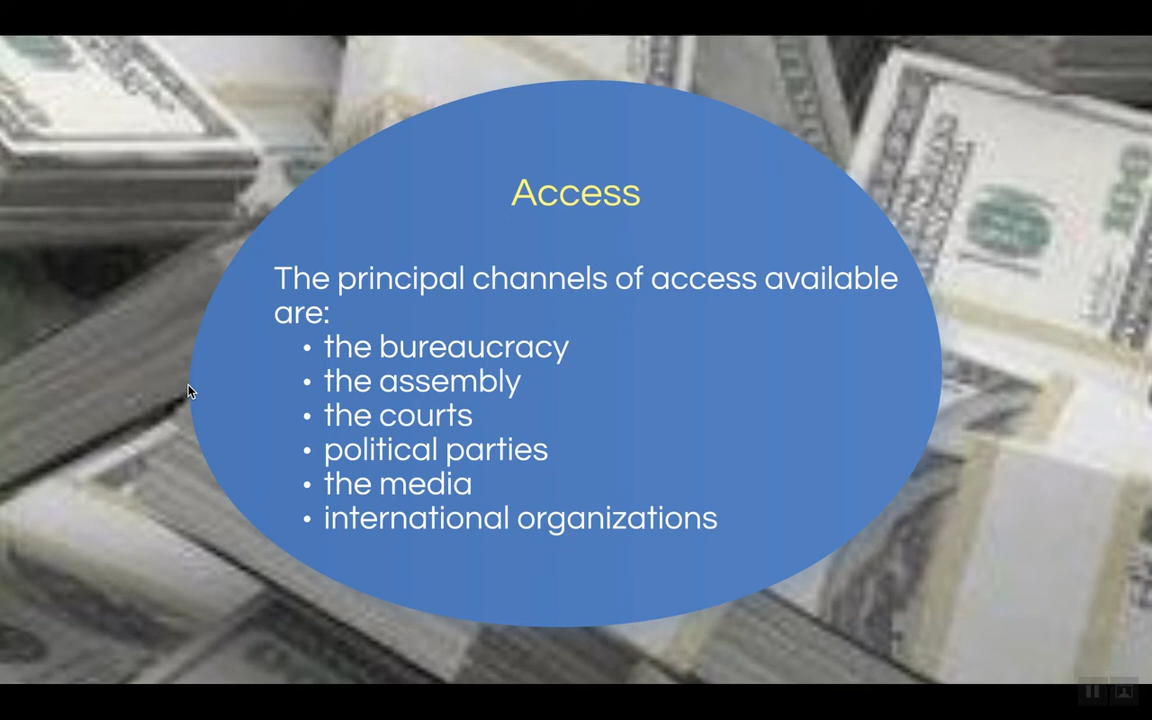 Access
The principal channels of access available
are:
• the bureaucracy
• the assembly
• the courts
• political parties
• the media
• international organizations
100